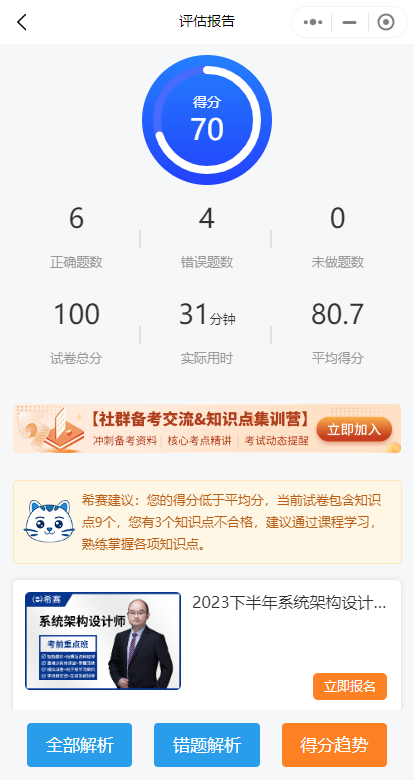 评估报告
得分
70
6
4
0
正确题数
错误题数
未做题数
100
31分钟
80.7
试卷总分
实际用时
平均得分
【社群备考交流&知识点集训营】
冲刺备考资料 | 核心考点精讲 | 考试动态提醒
立即加入
希赛建议：您的得分低于平均分，当前试卷包含知识
点9个，您有3个知识点不合格，建议通过课程学习，
熟练掌握各项知识点。
希赛
系统架构设计师
考前重点班
2023下半年系统架构设计...
立即报名
全部解析
错题解析
得分趋势